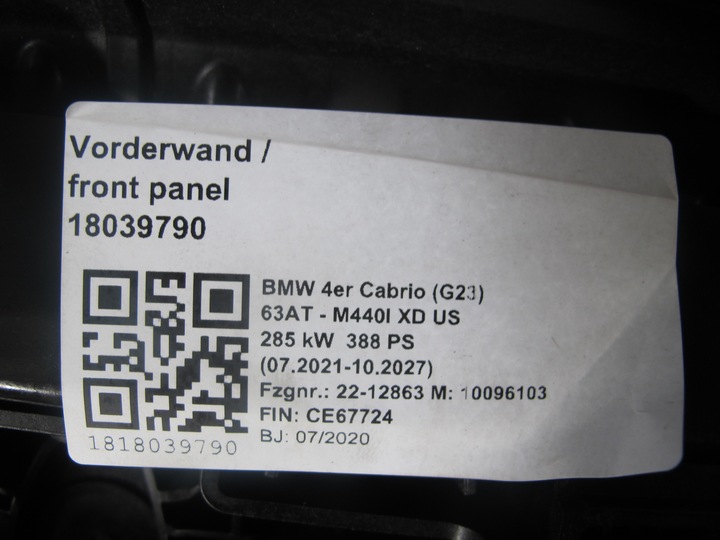 Vorderwand /
front panel
18039790
BMW 4er Cabrio (G23)
63AT - M440I XD US
285 kW 388 PS
(07.2021-10.2027)
Fzgnr.: 22-12863 M: 10096103
FIN: CE67724
BJ: 07/2020
1818039790